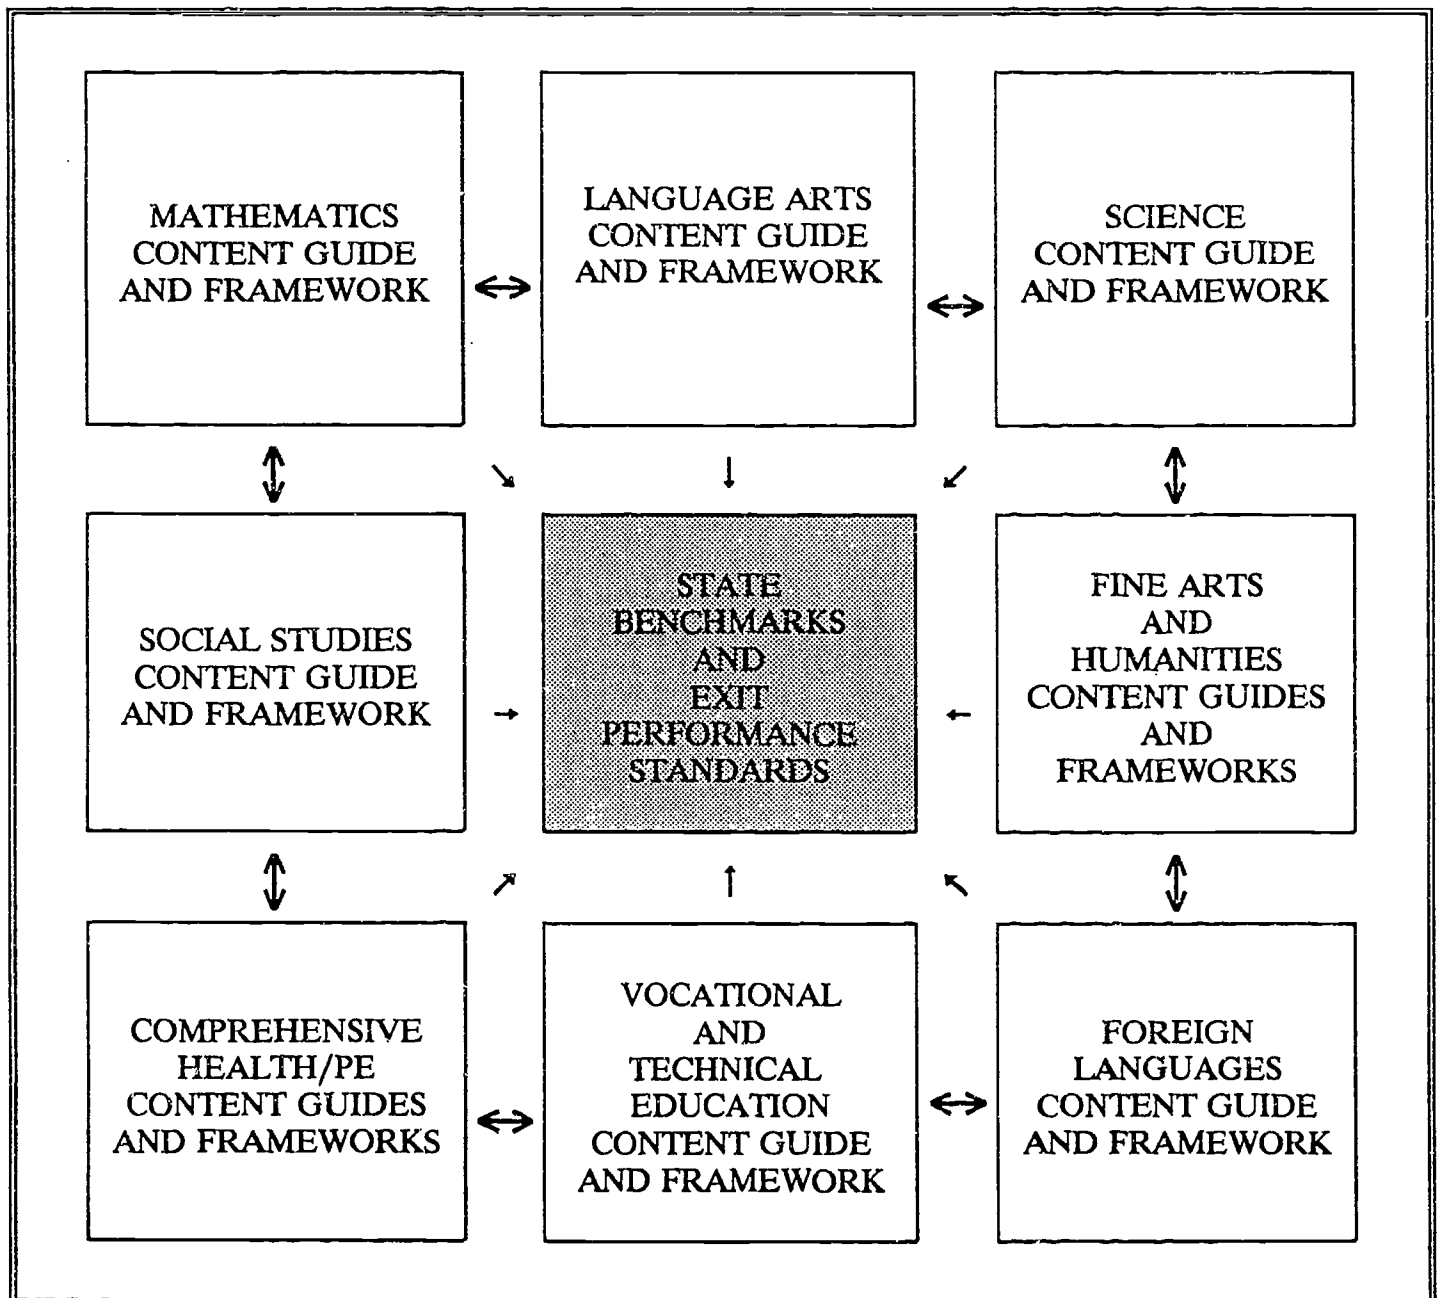 MATHEMATICS
CONTENT GUIDE
AND FRAMEWORK
LANGUAGE ARTS
CONTENT GUIDE
AND FRAMEWORK
SCIENCE
CONTENT GUIDE
AND FRAMEWORK
SOCIAL STUDIES
CONTENT GUIDE
AND FRAMEWORK
STATE
BENCHMARKS
AND
EXIT
PERFORMANCE
STANDARDS
FINE ARTS
AND
HUMANITIES
CONTENT GUIDES
AND
FRAMEWORKS
COMPREHENSIVE
HEALTH/PE
CONTENT GUIDES
AND FRAMEWORKS
VOCATIONAL
AND
TECHNICAL
EDUCATION
CONTENT GUIDE
AND FRAMEWORK
FOREIGN
LANGUAGES
CONTENT GUIDE
AND FRAMEWORK